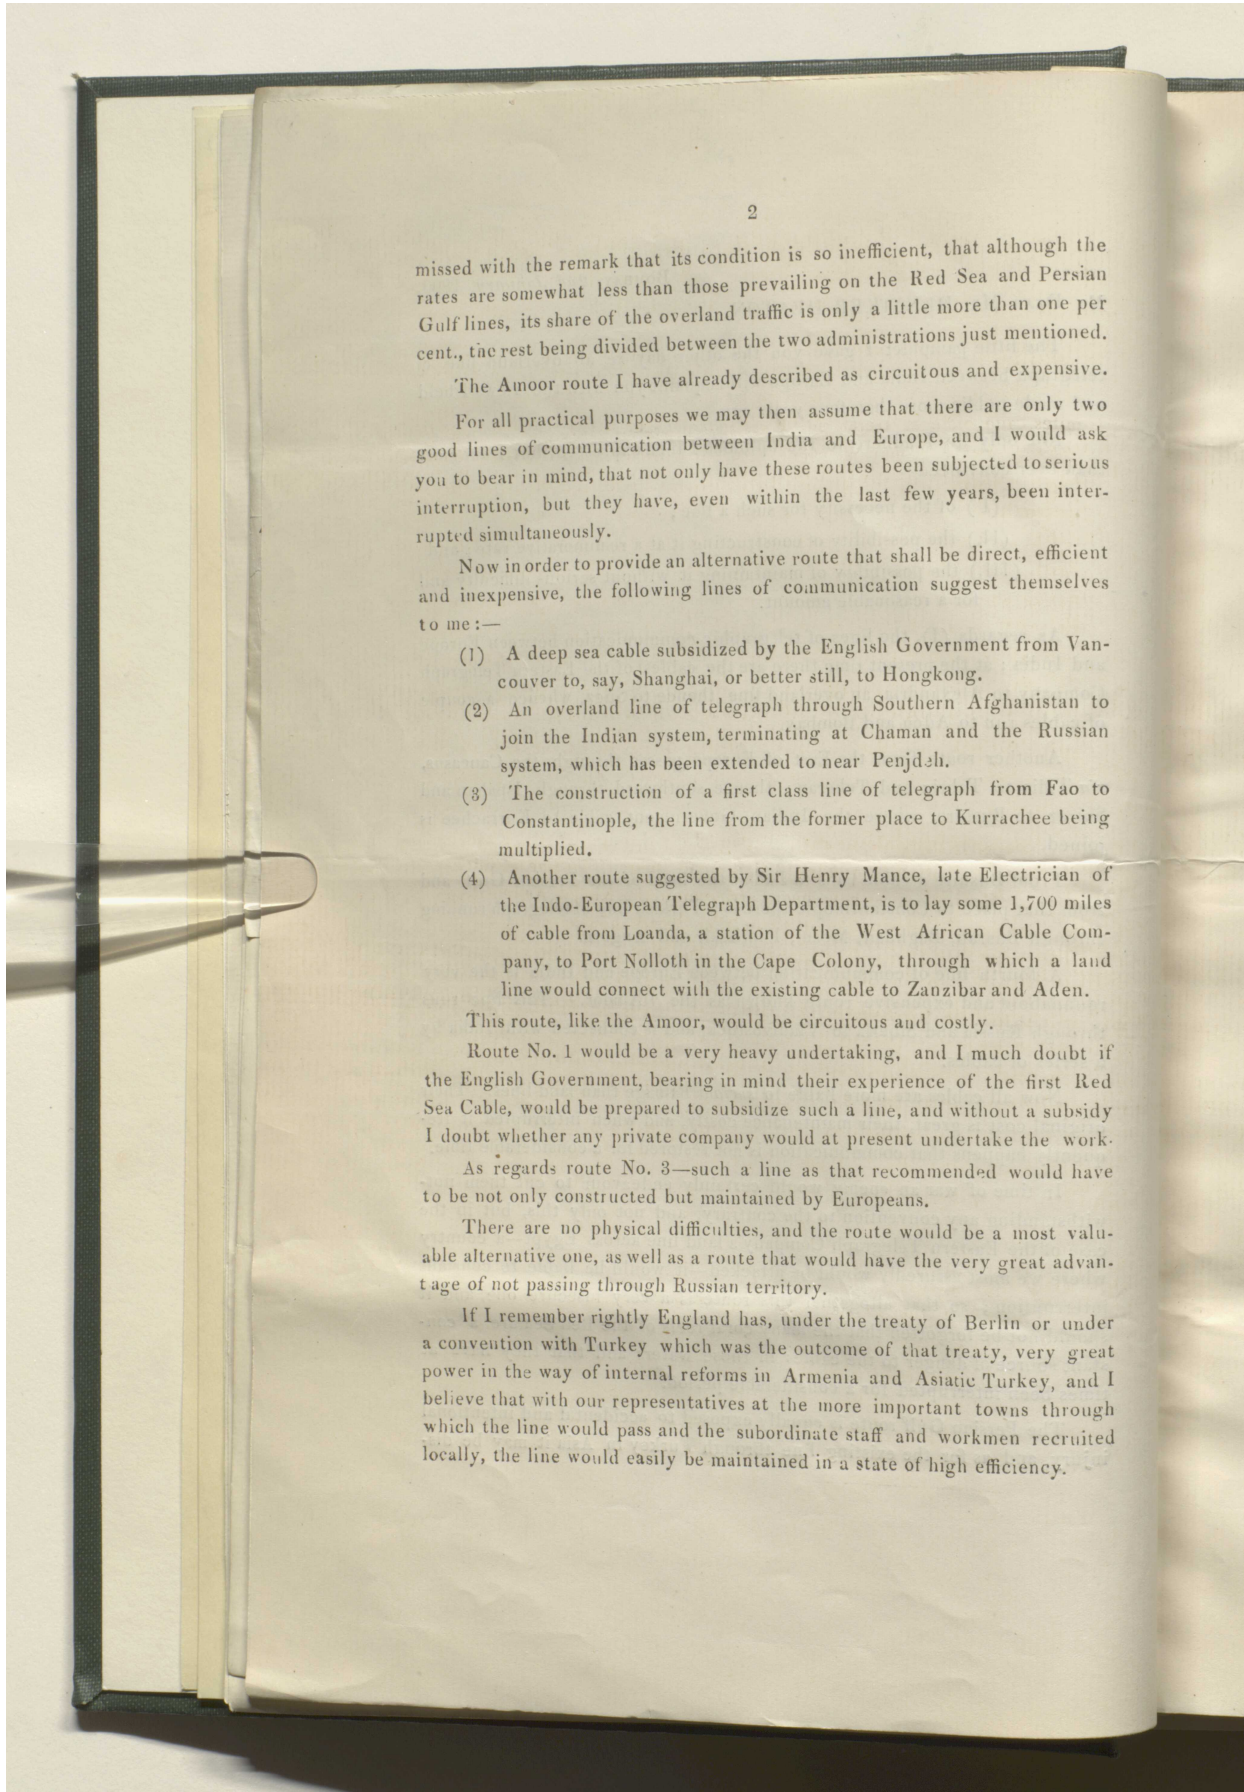 2
missed with the remark that its condition is so inefficient, that although the
rates are somewhat less than those prevailing on the Red Sea and Persian
Gulf lines, its share of the overland traffic is only a little more than one per
cent., the rest being divided between the two administrations just mentioned.
The Amoor route I have already described as circuitous and expensive.
For all practical purposes we may then assume that there are only two
good lines of communication between India and Europe, and I would ask
you to bear in mind, that not only have these routes been subjected to serious
interruption, but they have, even within the last few years, been inter-
rupted simultaneously.
Now in order to provide an alternative route that shall be direct, efficient
and inexpensive, the following lines of communication suggest themselves
to me :—
(1) A deep sea cable subsidized by the English Government from Van-
couver to, say, Shanghai, or better still, to Hongkong.
(2) An overland line of telegraph through Southern Afghanistan to
join the Indian system, terminating at Chaman and the Russian
system, which has been extended to near Penjdeh.
(3) The construction of a first class line of telegraph from Fao to
Constantinople, the line from the former place to Kurrachee being
multiplied.
(4) Another route suggested by Sir Henry Mance, late Electrician of
the Indo-European Telegraph Department, is to lay some 1,700 miles
of cable from Loanda, a station of the West African Cable Com-
pany, to Port Nolloth in the Cape Colony, through which a land
line would connect with the existing cable to Zanzibar and Aden.
This route, like the Amoor, would be circuitous and costly.
Route No. 1 would be a very heavy undertaking, and I much doubt if
the English Government, bearing in mind their experience of the first Red
Sea Cable, would be prepared to subsidize such a line, and without a subsidy
I doubt whether any private company would at present undertake the work.
As regards route No. 3—such a line as that recommended would have
to be not only constructed but maintained by Europeans.
There are no physical difficulties, and the route would be a most valu-
able alternative one, as well as a route that would have the very great advan-
tage of not passing through Russian territory.
If I remember rightly England has, under the treaty of Berlin or under
a convention with Turkey which was the outcome of that treaty, very great
power in the way of internal reforms in Armenia and Asiatic Turkey, and I
believe that with our representatives at the more important towns through
which the line would pass and the subordinate staff and workmen recruited
locally, the line would easily be maintained in a state of high efficiency.